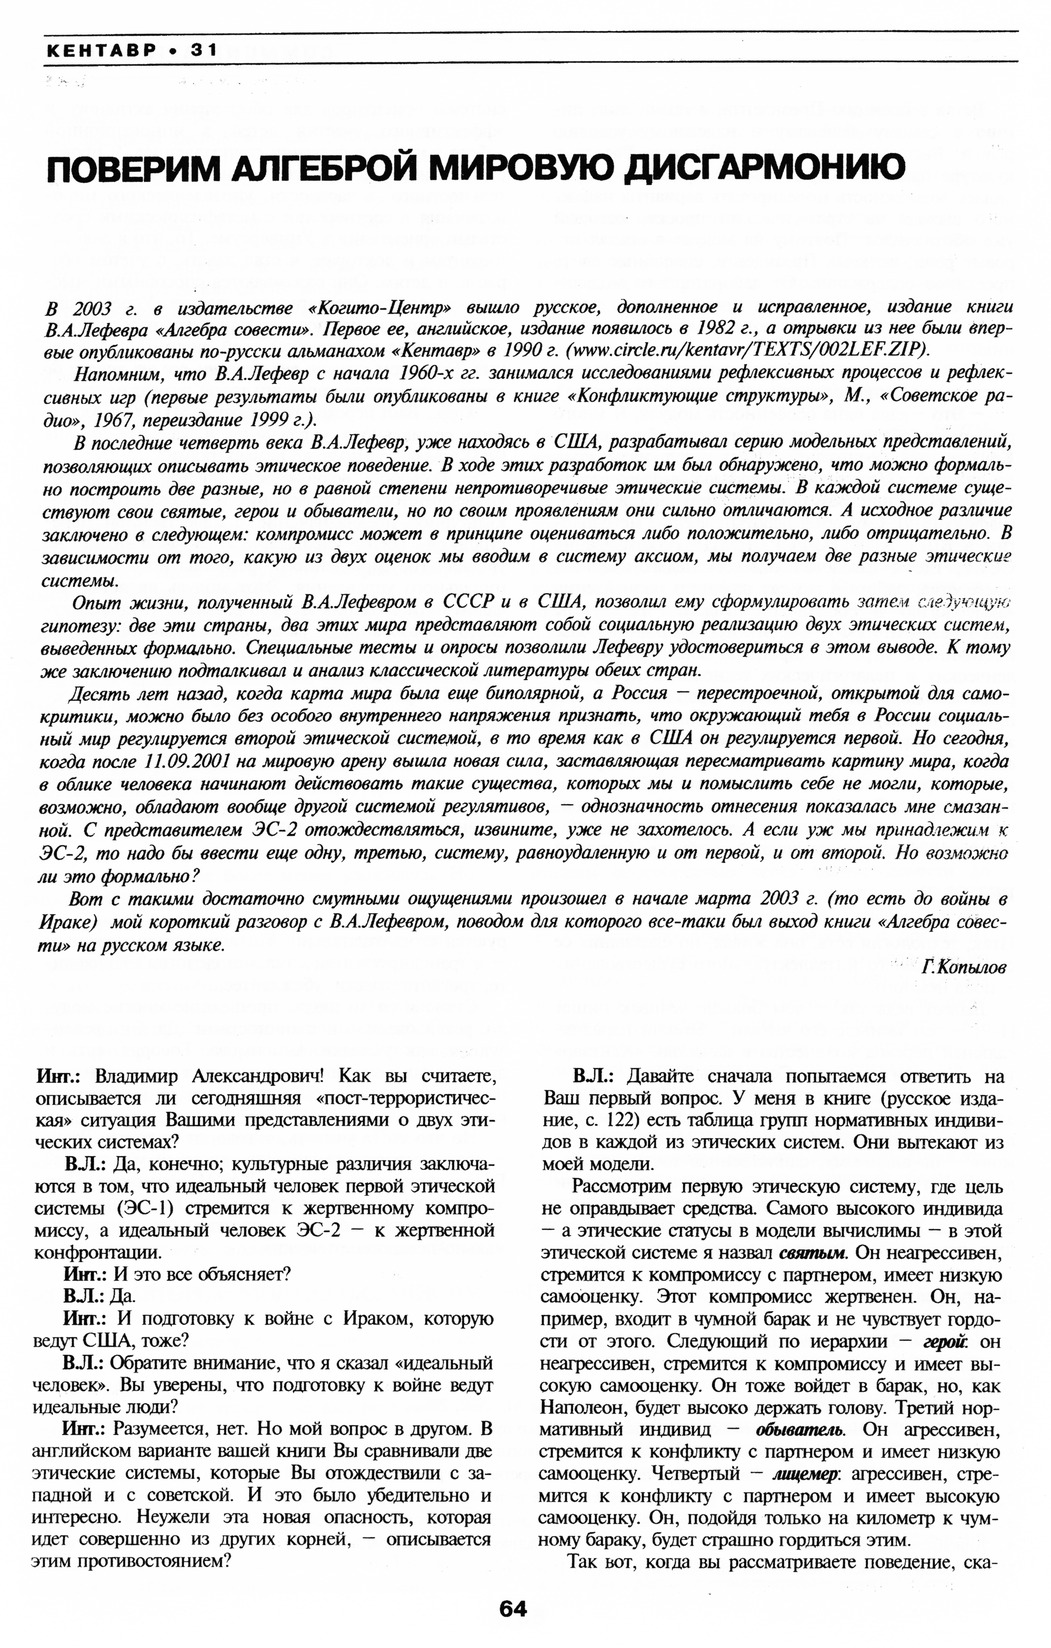 КЕНТАВР • 31
ПОВЕРИМ АЛГЕБРОЙ МИРОВУЮ ДИСГАРМОНИЮ
В 2003 г. в издательстве «Когито-Центр» вышло русское, дополненное и исправленное, издание книги
В.А.Лефевра «Алгебра совести». Первое ее, английское, издание появилось в 1982 г., а отрывки из нее были впер-
вые опубликованы по-русски альманахом «Кентавр» в 1990 г. (www.circle.ru/kentavr/TEXTS/002LEF.ZIP).
Напомним, что В.А.Лефевр с начала 1960-х гг. занимался исследованиями рефлексивных процессов и рефлек-
сивных игр (первые результаты были опубликованы в книге «Конфликтующие структуры», М., «Советское ра-
дио», 1967, переиздание 1999 г.).
В последние четверть века В.А.Лефевр, уже находясь в США, разрабатывал серию модельных представлений,
позволяющих описывать этическое поведение. В ходе этих разработок им был обнаружено, что можно формаль-
но построить две разные, но в равной степени непротиворечивые этические системы. В каждой системе суще-
ствуют свои святые, герои и обыватели, но по своим проявлениям они сильно отличаются. А исходное различие
заключено в следующем: компромисс может в принципе оцениваться либо положительно, либо отрицательно. В
зависимости от того, какую из двух оценок мы вводим в систему аксиом, мы получаем две разные этические
системы.
Опыт жизни, полученный В.А.Лефевром в СССР и в США, позволил ему сформулировать затем следующую
гипотезу: две эти страны, два этих мира представляют собой социальную реализацию двух этических систем,
выведенных формально. Специальные тесты и опросы позволили Лефевру удостовериться в этом выводе. К тому
же заключению подталкивал и анализ классической литературы обеих стран.
Десять лет назад, когда карта мира была еще биполярной, а Россия — перестроечной, открытой для само-
критики, можно было без особого внутреннего напряжения признать, что окружающий тебя в России социаль-
ный мир регулируется второй этической системой, в то время как в США он регулируется первой. Но сегодня,
когда после 11.09.2001 на мировую арену вышла новая сила, заставляющая пересматривать картину мира, когда
в облике человека начинают действовать такие существа, которых мы и помыслить себе не могли, которые,
возможно, обладают вообще другой системой регулятивов, — однозначность отнесения показалась мне смазан-
ной. С представителем ЭС-2 отождествляться, извините, уже не захотелось. А если уж мы принадлежим к
ЭС-2, то надо бы ввести еще одну, третью, систему, равноудаленную и от первой, и от второй. Но возможно
ли это формально?
Вот с такими достаточно смутными ощущениями произошел в начале марта 2003 г. (то есть до войны в
Ираке) мой короткий разговор с В.А.Лефевром, поводом для которого все-таки был выход книги «Алгебра совес-
ти» на русском языке.
Г.Копылов
Инт.: Владимир Александрович! Как вы считаете,
описывается ли сегодняшняя «пост-террористичес-
кая» ситуация Вашими представлениями о двух эти-
ческих системах?
В.Л.: Да, конечно; культурные различия заключа-
ются в том, что идеальный человек первой этической
системы (ЭС-1) стремится к жертвенному компро-
миссу, а идеальный человек ЭС-2 — к жертвенной
конфронтации.
Инт.: И это все объясняет?
В.Л.: Да.
Инт.: И подготовку к войне с Ираком, которую
ведут США, тоже?
В.Л.: Обратите внимание, что я сказал «идеальный
человек». Вы уверены, что подготовку к войне ведут
идеальные люди?
Инт.: Разумеется, нет. Но мой вопрос в другом. В
английском варианте вашей книги Вы сравнивали две
этические системы, которые Вы отождествили с за-
падной и с советской. И это было убедительно и
интересно. Неужели эта новая опасность, которая
идет совершенно из других корней, — описывается
этим противостоянием?
В.Л.: Давайте сначала попытаемся ответить на
Ваш первый вопрос. У меня в книге (русское изда-
ние, с. 122) есть таблица групп нормативных индиви-
дов в каждой из этических систем. Они вытекают из
моей модели.
Рассмотрим первую этическую систему, где цель
не оправдывает средства. Самого высокого индивида
— а этические статусы в модели вычислимы — в этой
этической системе я назвал святым. Он неагрессивен,
стремится к компромиссу с партнером, имеет низкую
самооценку. Этот компромисс жертвенен. Он, на-
пример, входит в чумной барак и не чувствует гордо-
сти от этого. Следующий по иерархии — герой: он
неагрессивен, стремится к компромиссу и имеет вы-
сокую самооценку. Он тоже войдет в барак, но, как
Наполеон, будет высоко держать голову. Третий нор-
мативный индивид — обыватель. Он агрессивен,
стремится к конфликту с партнером и имеет низкую
самооценку. Четвертый — лицемер: агрессивен, стре-
мится к конфликту с партнером и имеет высокую
самооценку. Он, подойдя только на километр к чум-
ному бараку, будет страшно гордиться этим.
Так вот, когда вы рассматриваете поведение, ска-
64